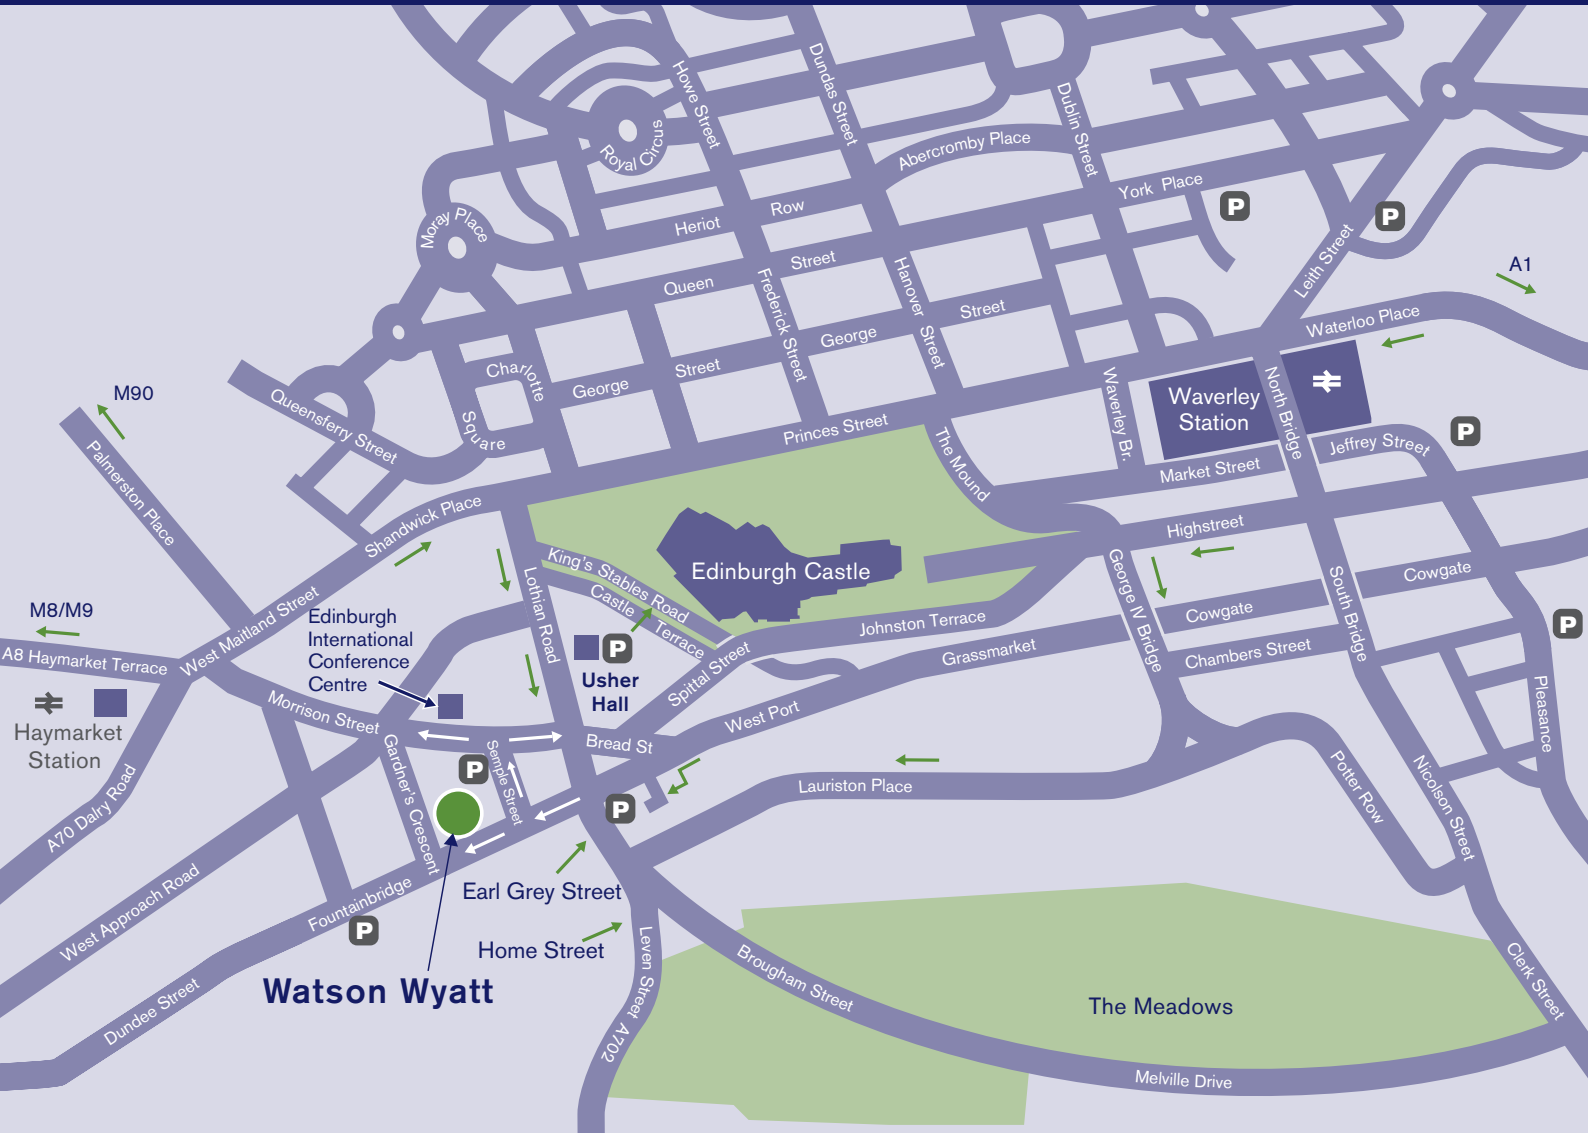 Howe Street
Dundas Street
Dublin Street
Royal Circus
Abercromby Place
York Place
P
P
Moray Place
Heriot Row
Queen Street
Leith Street
A1
Frederick Street
Hanover Street
George Street
Waterloo Place
Charlotte
Square
George Street
Waverley
Station
North Bridge
Waverley Br.
M90
Queensferry Street
Princes Street
The Mound
Market Street
Jeffrey Street
P
Palmerston Place
Shandwick Place
Highstreet
King's Stables Road
Edinburgh Castle
Castle Terrace
Lothian Road
Johnston Terrace
George IV Bridge
Cowgate
Cowgate
South Bridge
M8/M9
Edinburgh
International
Conference
Centre
West Maitland Street
A8 Haymarket Terrace
P
Usher
Hall
Spittal Street
Grassmarket
Chambers Street
P
Pleasance
Haymarket
Station
Morrison Street
Bread St
West Port
P
Semple Street
Gardner's Crescent
P
Lauriston Place
Potter Row
Nicolson Street
A70 Dalry Road
West Approach Road
Fountainbridge
P
Earl Grey Street
Home Street
Watson Wyatt
Leven Street A702
Brougham Street
The Meadows
Clerk Street
Dundee Street
Melville Drive